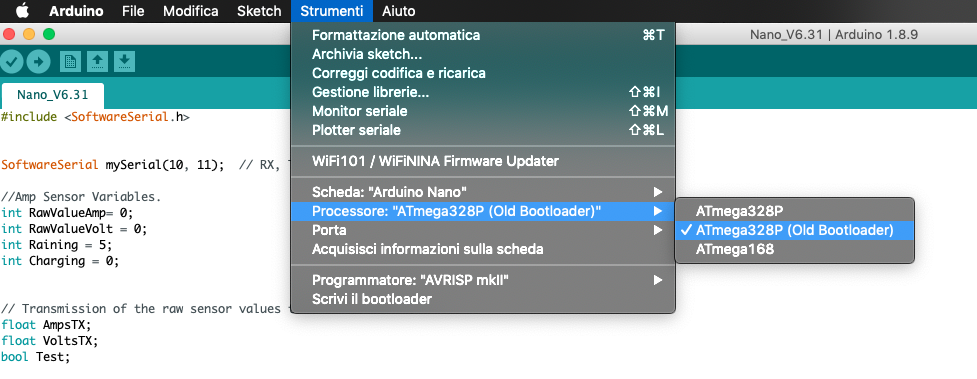 Arduino File Modifica Sketch Strumenti Aiuto
Nano_V6.31 | Arduino 1.8.9
Formattazione automatica ⌘T
Archivia sketch...
Correggi codifica e ricarica
Gestione librerie... ⇧⌘I
Monitor seriale ⇧⌘M
Plotter seriale ⇧⌘L
WiFi101 / WiFiNINA Firmware Updater
Scheda: "Arduino Nano"
Processore: "ATmega328P (Old Bootloader)"
Porta
Acquisisci informazioni sulla scheda
Programmatore: "AVRISP mkII"
Scrivi il bootloader
ATmega328P
✓ ATmega328P (Old Bootloader)
ATmega168
Nano_V6.31
#include <SoftwareSerial.h>
SoftwareSerial mySerial(10, 11);  // RX,
//Amp Sensor Variables.
int RawValueAmp= 0;
int RawValueVolt = 0;
int Raining = 5;
int Charging = 0;
// Transmission of the raw sensor values
float AmpsTX;
float VoltsTX;
bool Test;